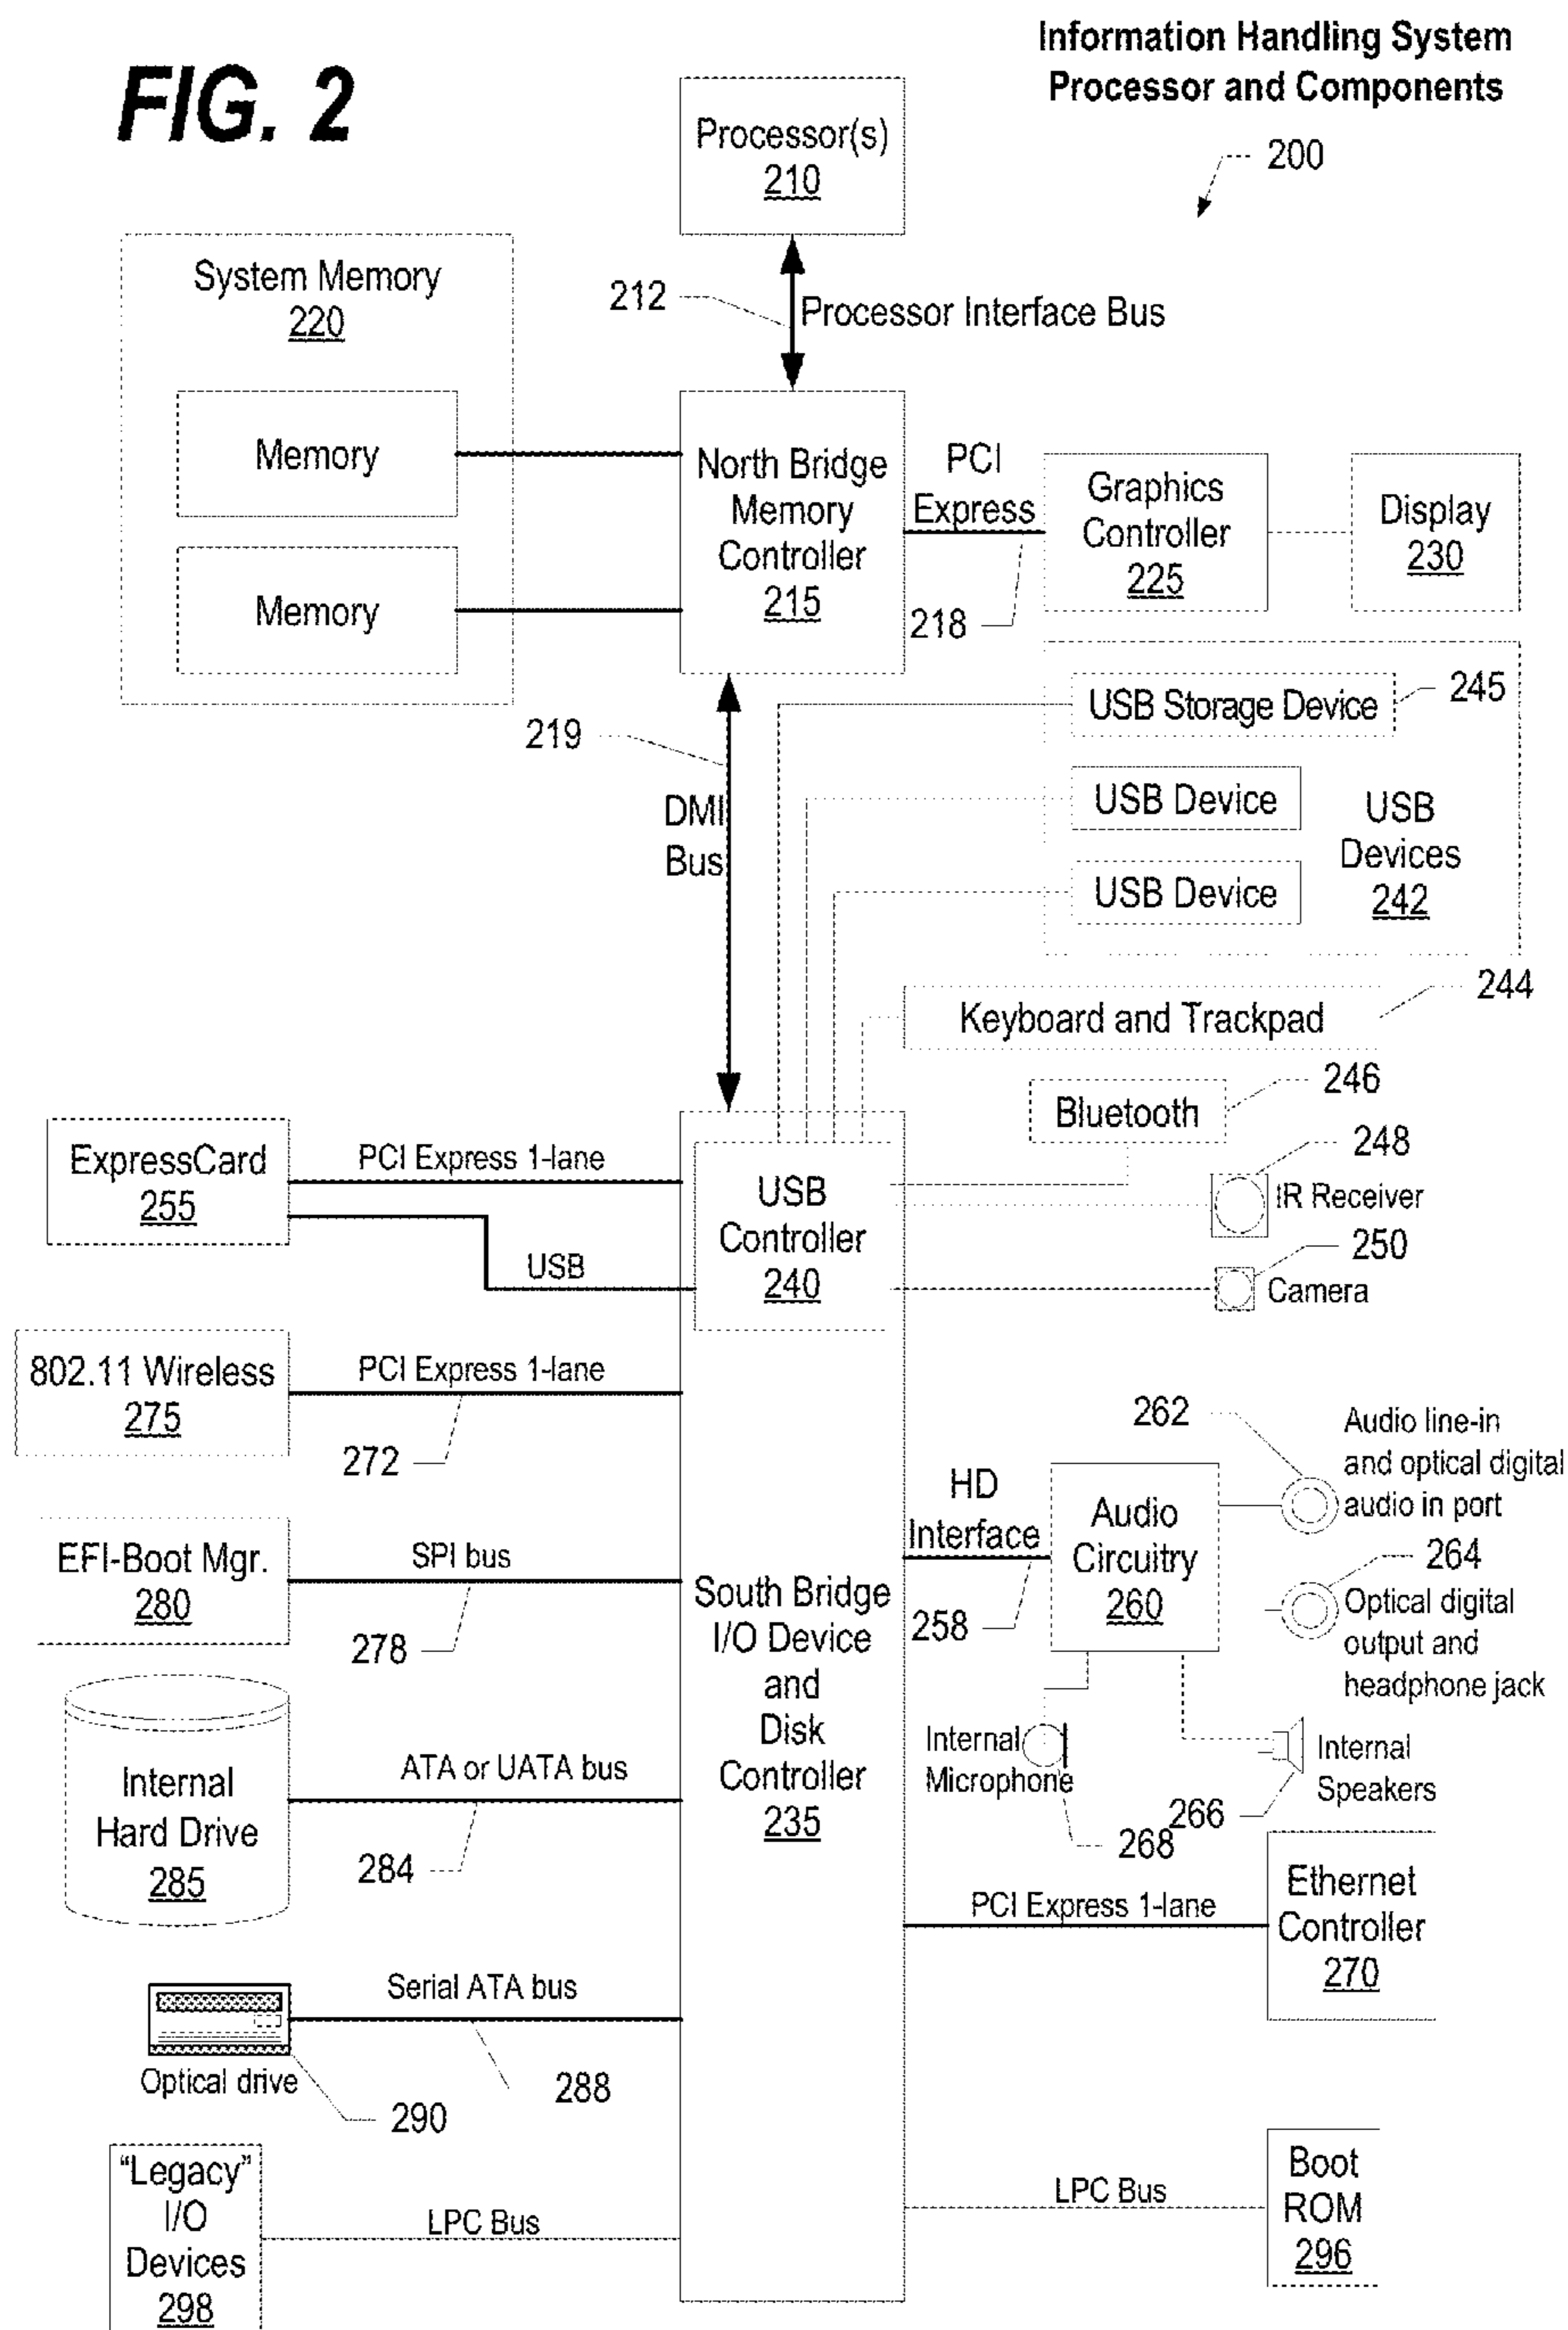 FIG. 2
Information Handling System
Processor and Components
200
Processor(s)
210
212
Processor Interface Bus
System Memory
220
Memory
Memory
North Bridge
Memory
Controller
215
PCI
Express
218
Graphics
Controller
225
Display
230
219
DMI
Bus
USB Storage Device
245
USB Device
USB Device
USB
Devices
242
244
Keyboard and Trackpad
246
Bluetooth
248
IR Receiver
250
Camera
ExpressCard
255
PCI Express 1-lane
USB
USB
Controller
240
802.11 Wireless
275
PCI Express 1-lane
272
EFI-Boot Mgr.
280
SPI bus
278
South Bridge
I/O Device
and
Disk
Controller
235
HD
Interface
258
Audio
Circuitry
260
262
Audio line-in
and optical digital
audio in port
264
Optical digital
output and
headphone jack
Internal
Microphone
268
266
Internal
Speakers
Internal
Hard Drive
285
ATA or UATA bus
284
PCI Express 1-lane
Ethernet
Controller
270
Serial ATA bus
288
Optical drive
290
"Legacy"
I/O
Devices
298
LPC Bus
LPC Bus
Boot
ROM
296